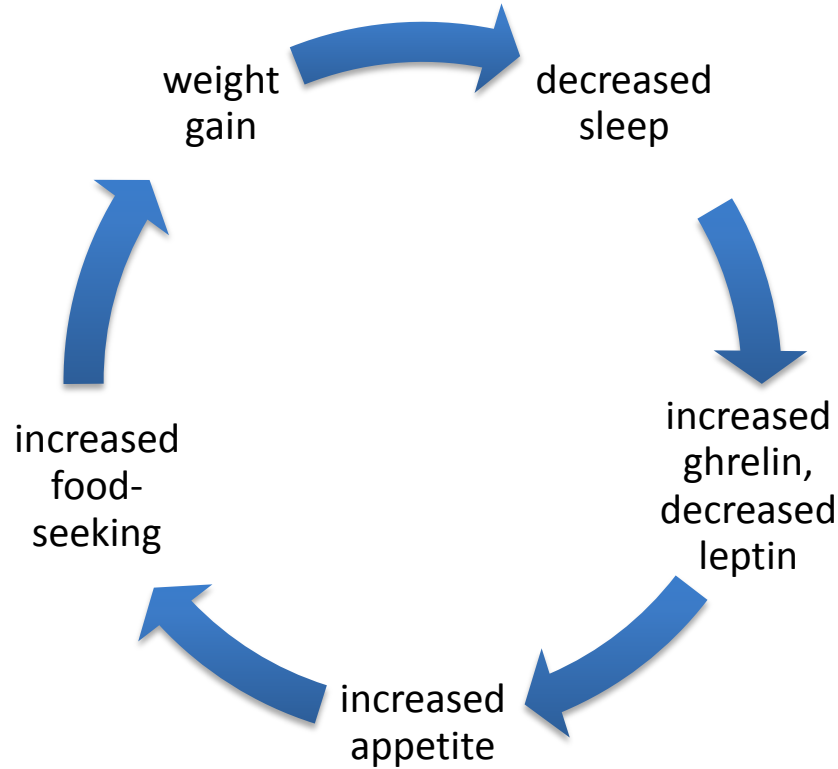 weight
gain
decreased
sleep
increased
ghrelin,
decreased
leptin
increased
appetite
increased
food-
seeking